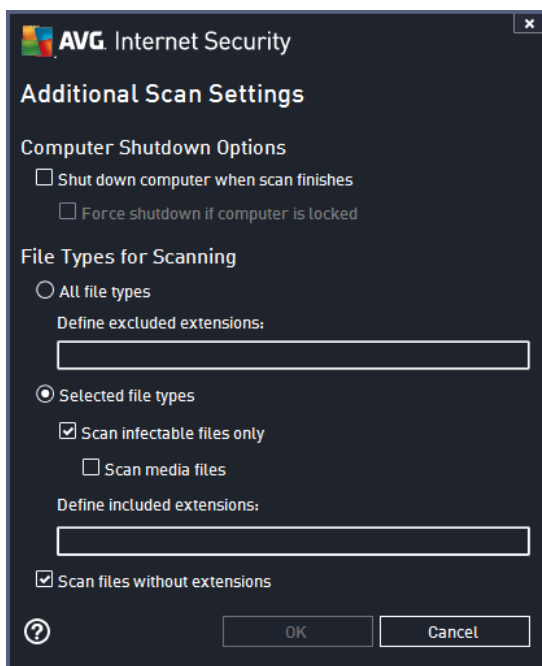 AVG. Internet Security
Additional Scan Settings
Computer Shutdown Options
Shut down computer when scan finishes
Force shutdown if computer is locked
File Types for Scanning
All file types
Define excluded extensions:
Selected file types
Scan infectable files only
Scan media files
Define included extensions:
Scan files without extensions
OK Cancel